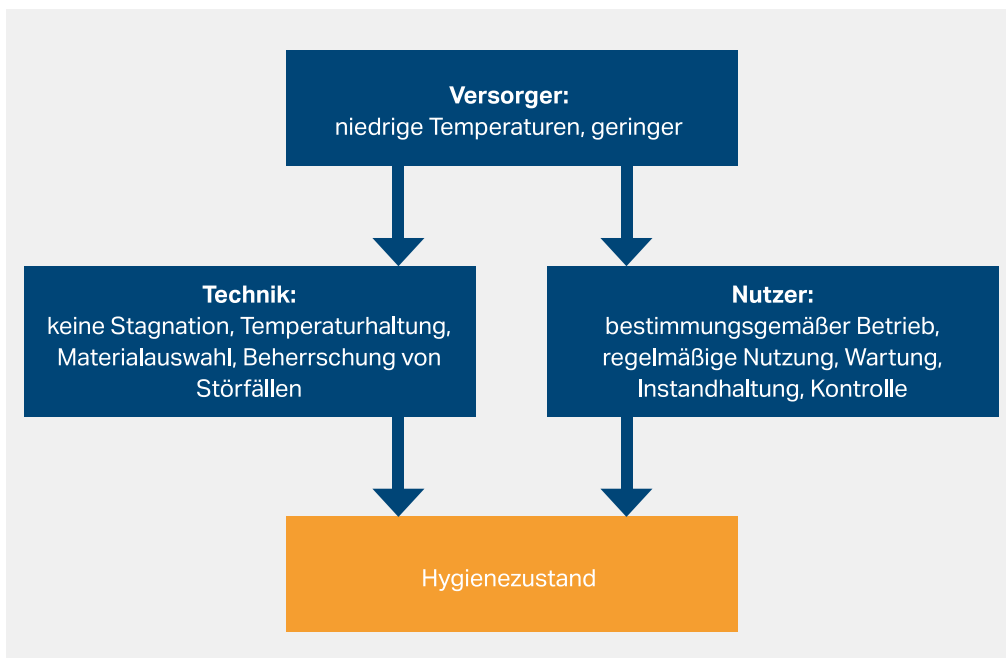 Versorger:
niedrige Temperaturen, geringer
Technik:
keine Stagnation, Temperaturhaltung,
Materialauswahl, Beherrschung von
Störfällen
Nutzer:
bestimmungsgemäßer Betrieb,
regelmäßige Nutzung, Wartung,
Instandhaltung, Kontrolle
Hygienezustand